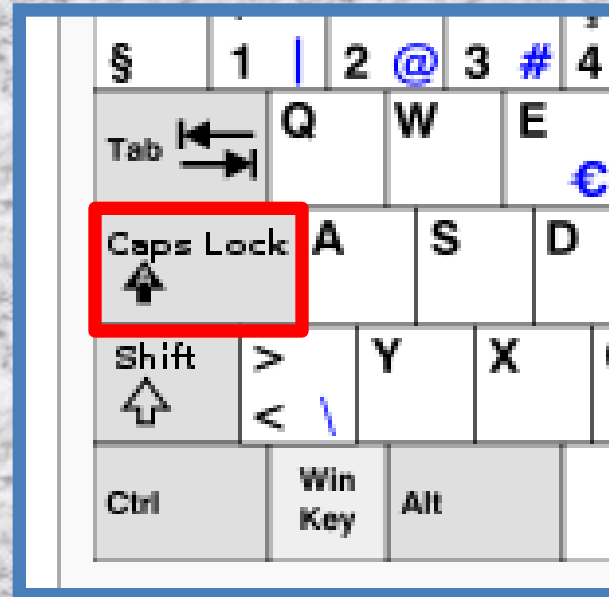 § 1 | 2 @ 3 # 4
Tab Q W E €
Caps Lock A S D
Shift > < \ Y X
Ctrl Win Key Alt